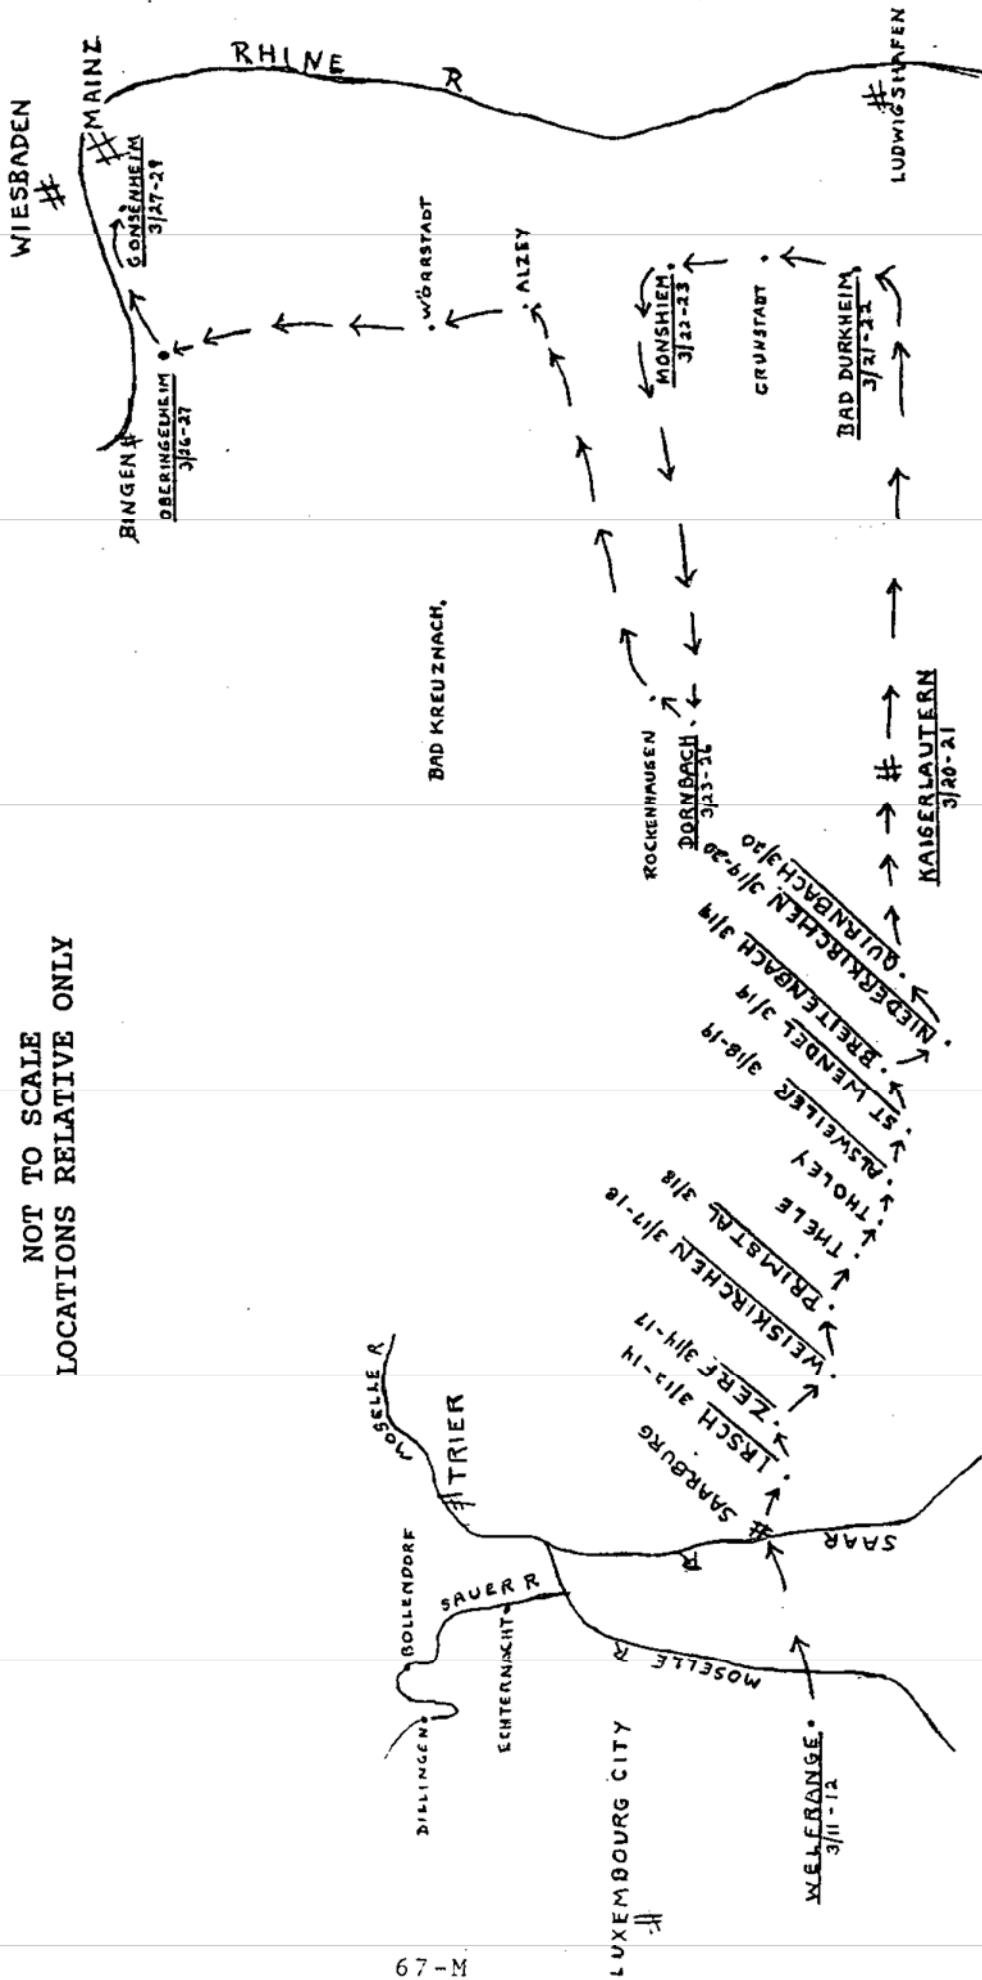 NOT TO SCALE
LOCATIONS RELATIVE ONLY
WIESBADEN
MAINZ
RHINE R
GONSENHEIM
3/27-29
BINGEN
OBERINGELHEIM
3/26-27
WÖRRSTADT
ALZEY
LUDWIGSHAFEN
MONSHIEM
3/22-23
GRUNSTADT
BAD DURKHEIM
3/21-22
BAD KREUZNACH
ROCKENHAUSEN
DORNBACH
3/23-26
KAISERLAUTERN
3/20-21
QUIRNBACH 3/20
NIEDERKIRCHEN 3/19-20
BREITENBACH 3/19
ST WENDEL 3/19
ALSWEILER 3/18-19
THOLEY
THELE
PRIMSTAL 3/18
WEISKIRCHEN 3/17-18
ZERF 3/14-17
IRSCH 3/12-14
SAARBURG
SAAR R
MOSELLE R
TRIER
BOLLENDORF
SAUER R
ECHTERNACHT
DILLINGEN
MOSELLE R
LUXEMBOURG CITY
WELFRANGE
3/11-12
67-M